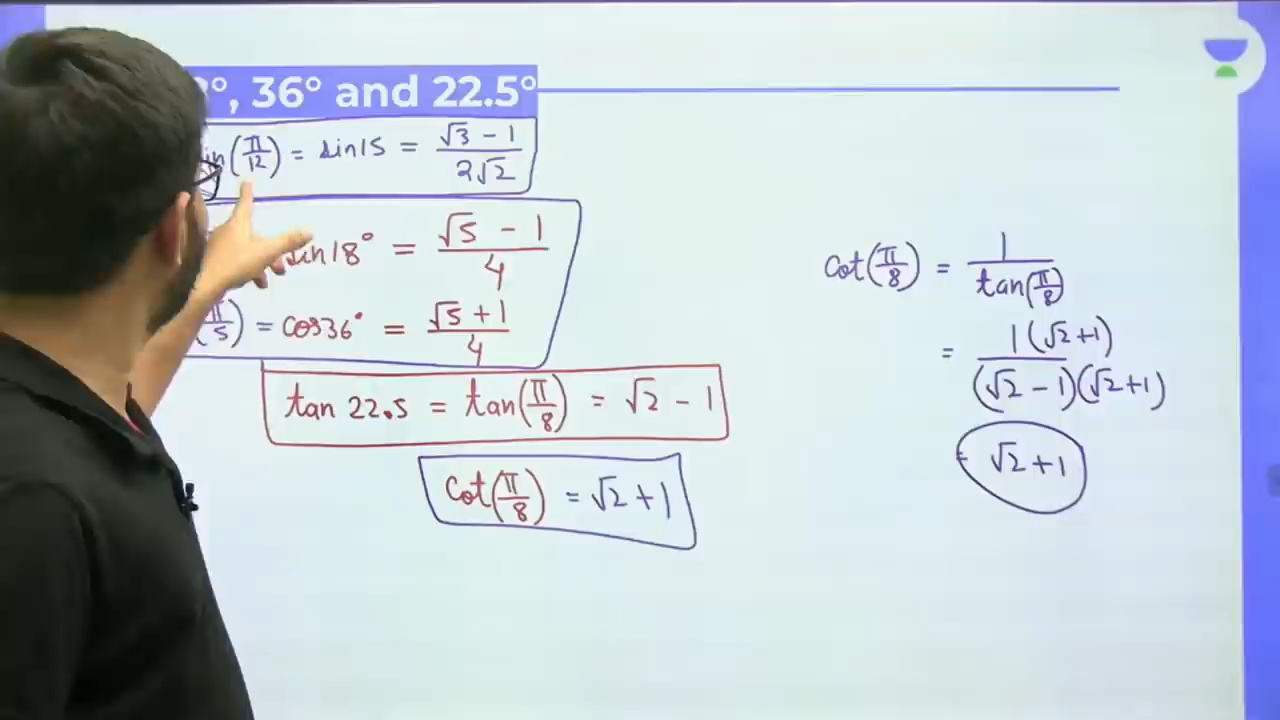 °, 36° and 22.5°
in(π/12) = sin15 = (√3 - 1)/(2√2)
sin18° = (√5 - 1)/4
(π/5) = cos36° = (√5 + 1)/4
tan 22.5 = tan(π/8) = √2 - 1
cot(π/8) = √2 + 1
cot(π/8) = 1/tan(π/8)
= 1(√2+1)/((√2 - 1)(√2+1))
= √2 + 1